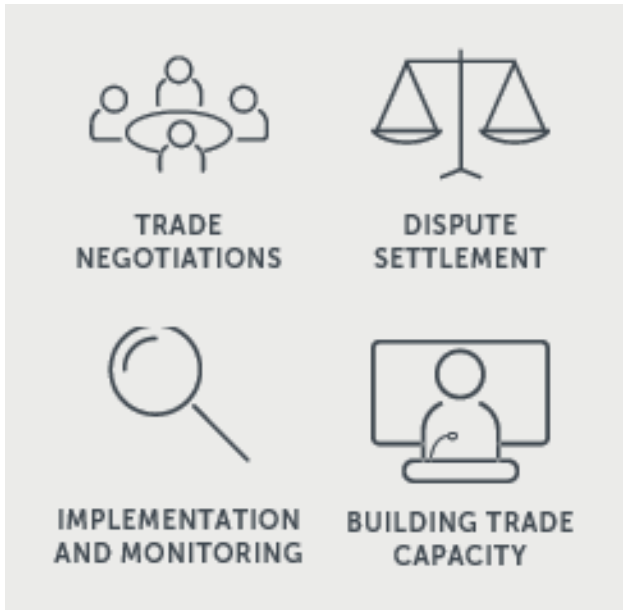 TRADE
NEGOTIATIONS
DISPUTE
SETTLEMENT
IMPLEMENTATION
AND MONITORING
BUILDING TRADE
CAPACITY